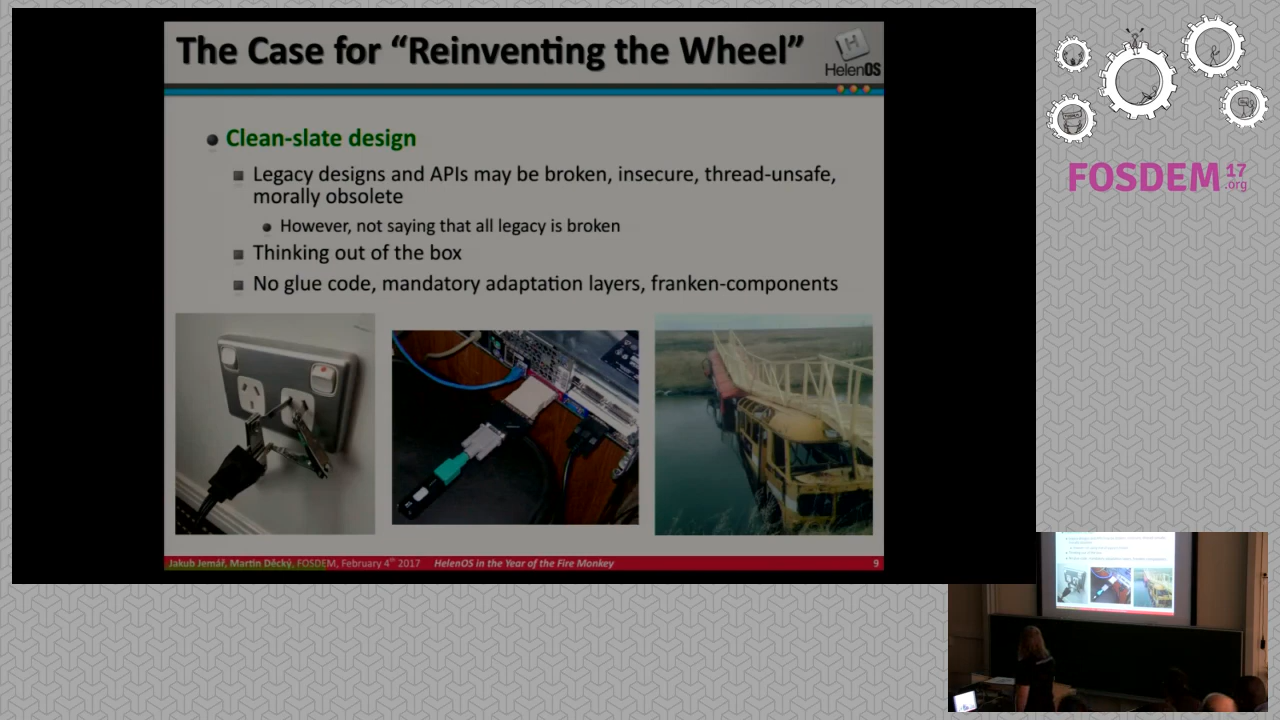 The Case for “Reinventing the Wheel”
HelenOS
Clean-slate design
Legacy designs and APIs may be broken, insecure, thread-unsafe,
morally obsolete
However, not saying that all legacy is broken
Thinking out of the box
No glue code, mandatory adaptation layers, franken-components
Jakub Jemář, Martin Děcký, FOSDEM, February 4th 2017 HelenOS in the Year of the Fire Monkey 9
FOSDEM 17
.org